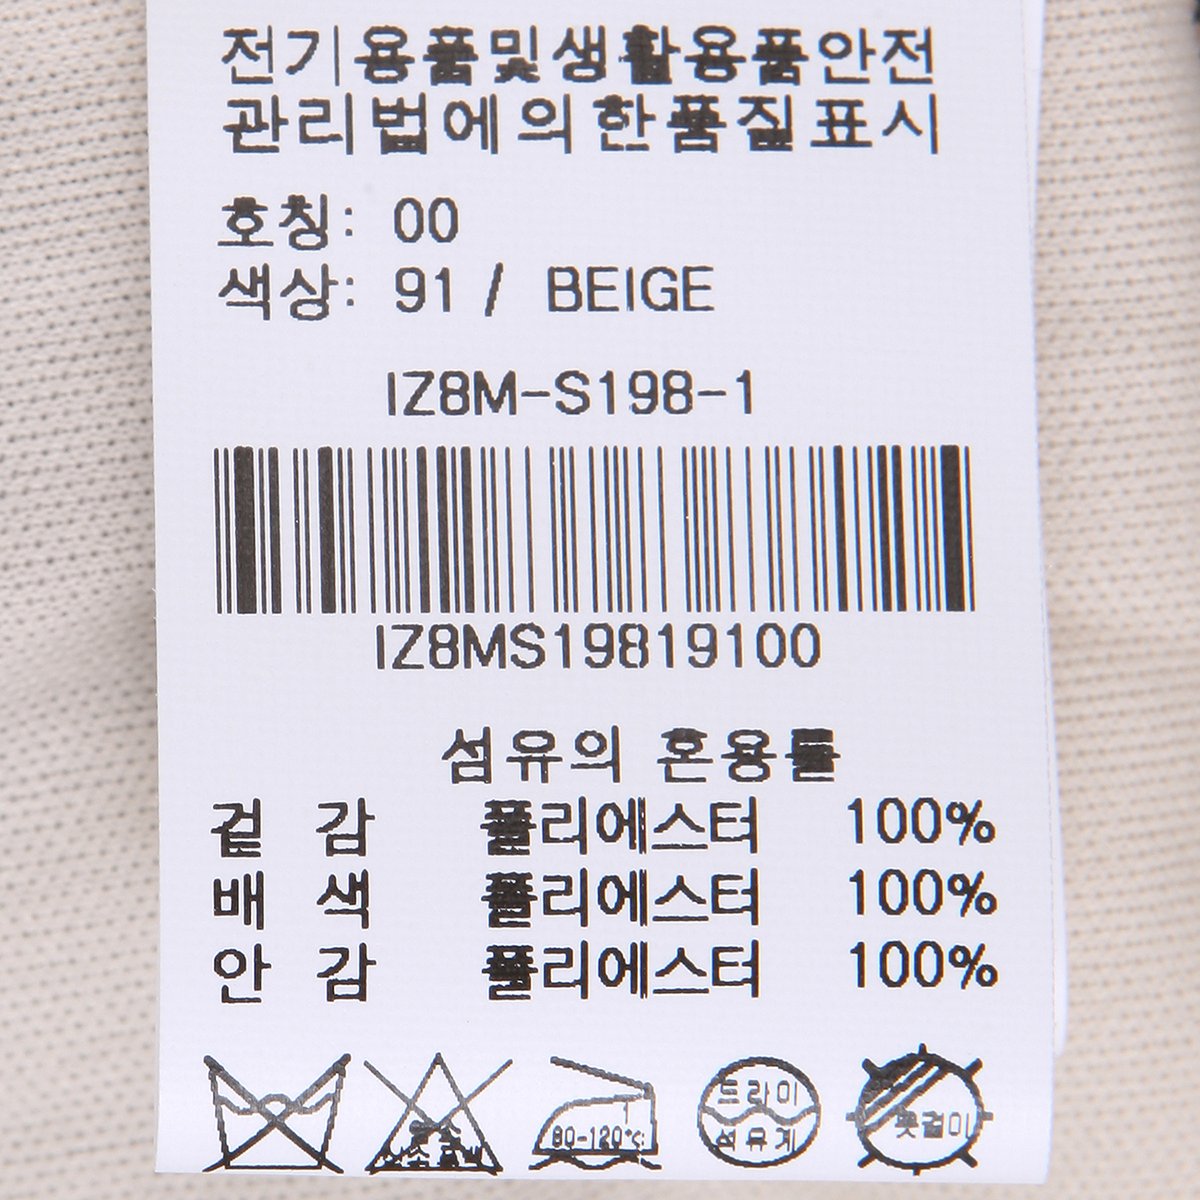 전기용품및생활용품안전
관리법에의한품질표시
호칭: 00
색상: 91 / BEIGE
IZ8M-S198-1
IZ8MS19819100
섬유의 혼용률
겉 감 폴리에스터 100%
배 색 폴리에스터 100%
안 감 폴리에스터 100%
80-120℃
드라이
석유계
옷걸이